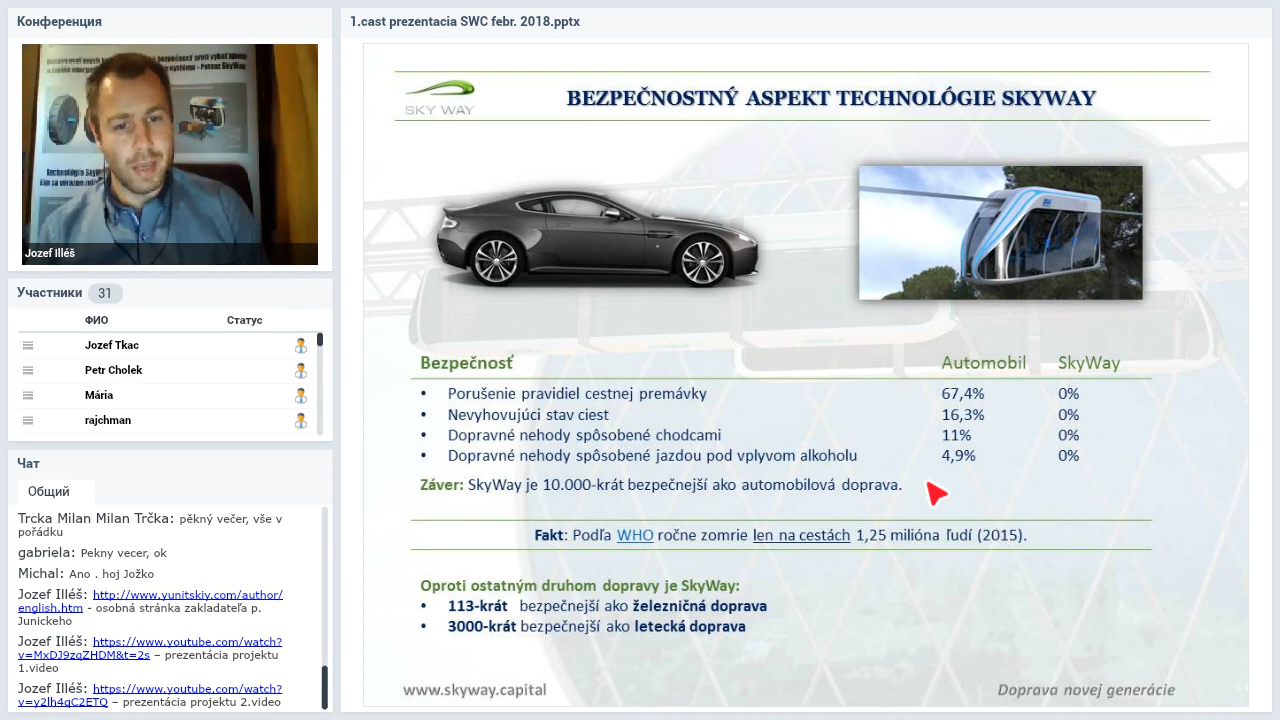 Конференция
Jozef Illéš
Участники 31
ФИО Статус
Jozef Tkac
Petr Cholek
Mária
rajchman
Чат
Общий
Trcka Milan Milan Trčka: pěkný večer, vše v
pořádku
gabriela: Pekny vecer, ok
Michal: Ano . hoj Jožko
Jozef Illéš: http://www.yunitskiy.com/author/
english.htm - osobná stránka zakladateľa p.
Junickeho
Jozef Illéš: https://www.youtube.com/watch?
v=MxDJ9zqZHDM&t=2s – prezentácia projektu
1.video
Jozef Illéš: https://www.youtube.com/watch?
v=y2lh4qC2ETQ – prezentácia projektu 2.video
1.cast prezentacia SWC febr. 2018.pptx
SKY WAY
BEZPEČNOSTNÝ ASPEKT TECHNOLÓGIE SKYWAY
Bezpečnosť Automobil SkyWay
• Porušenie pravidiel cestnej premávky 67,4% 0%
• Nevyhovujúci stav ciest 16,3% 0%
• Dopravné nehody spôsobené chodcami 11% 0%
• Dopravné nehody spôsobené jazdou pod vplyvom alkoholu 4,9% 0%
Záver: SkyWay je 10.000-krát bezpečnejší ako automobilová doprava.
Fakt: Podľa WHO ročne zomrie len na cestách 1,25 milióna ľudí (2015).
Oproti ostatným druhom dopravy je SkyWay:
• 113-krát bezpečnejší ako železničná doprava
• 3000-krát bezpečnejší ako letecká doprava
www.skyway.capital
Doprava novej generácie